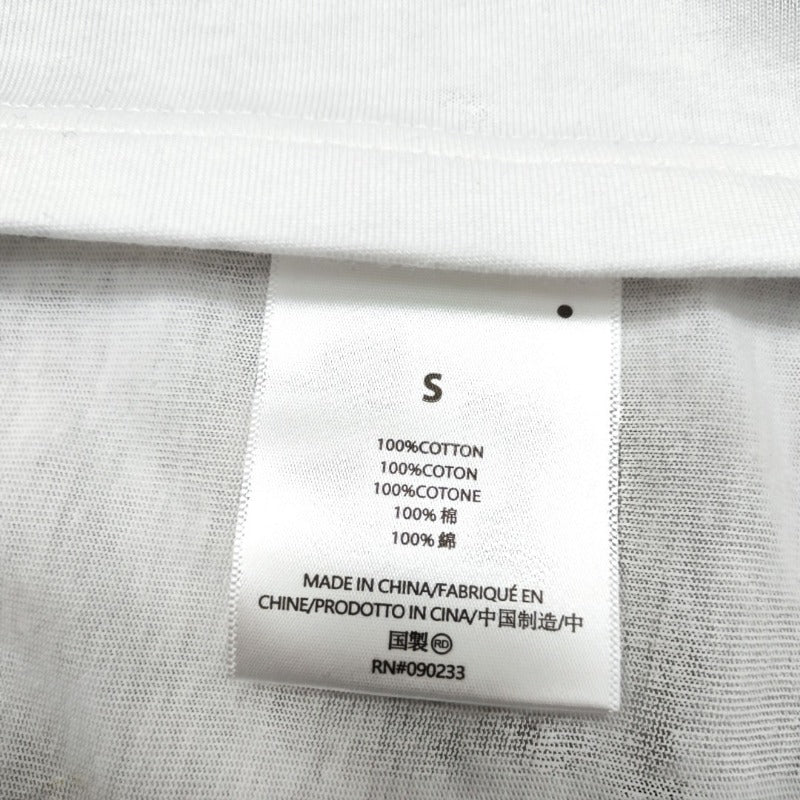 S
100%COTTON
100%COTON
100%COTONE
100% 棉
100% 綿
MADE IN CHINA/FABRIQUÉ EN
CHINE/PRODOTTO IN CINA/中国制造/中
国製 RD
RN#090233